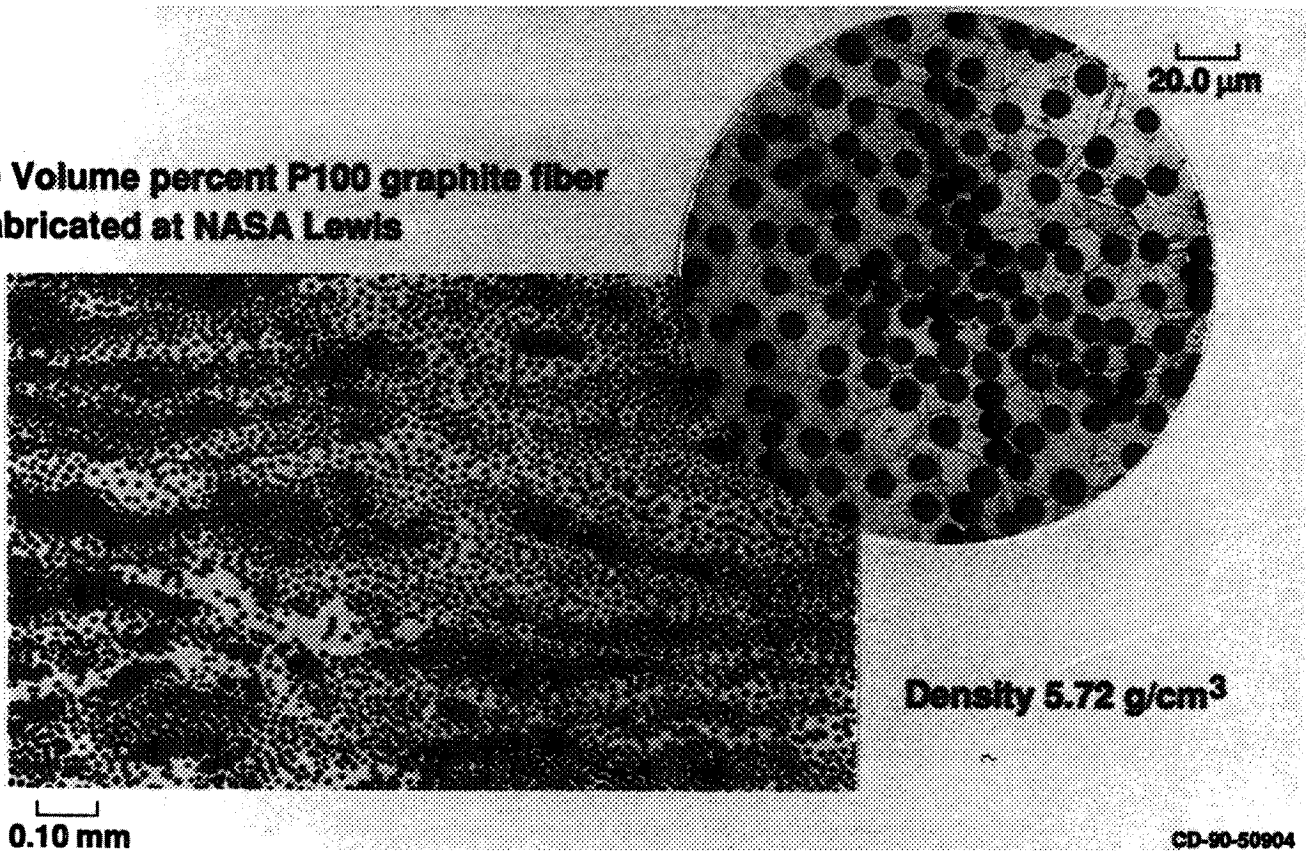 Volume percent P100 graphite fiber
abricated at NASA Lewis
20.0 μm
Density 5.72 g/cm³
0.10 mm
CD-90-50904